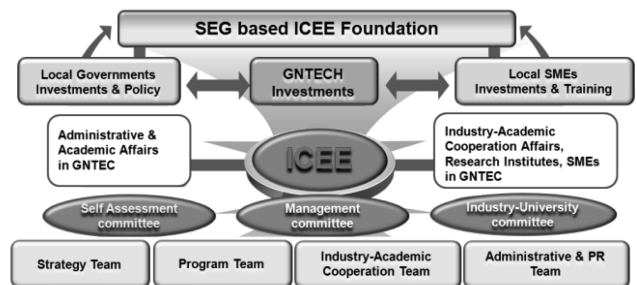 SEG based ICEE Foundation
Local Governments
Investments & Policy
GNTECH
Investments
Local SMEs
Investments & Training
Administrative &
Academic Affairs
in GNTEC
ICEE
Industry-Academic
Cooperation Affairs,
Research Institutes, SMEs
in GNTEC
Self Assessment
committee
Management
committee
Industry-University
committee
Strategy Team
Program Team
Industry-Academic
Cooperation Team
Administrative & PR
Team